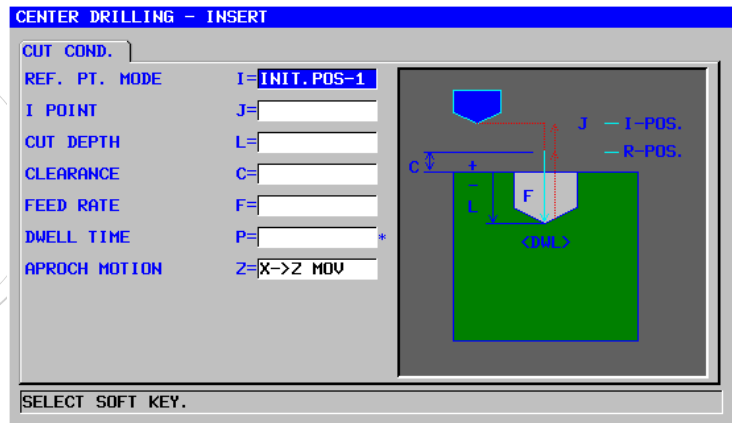 CENTER DRILLING - INSERT
CUT COND.
REF. PT. MODE I=INIT.POS-1
I POINT J=
CUT DEPTH L=
CLEARANCE C=
FEED RATE F=
DWELL TIME P= *
APROCH MOTION Z=X->Z MOV
J I-POS.
R-POS.
C
+
-
L
F
<DWL>
SELECT SOFT KEY.